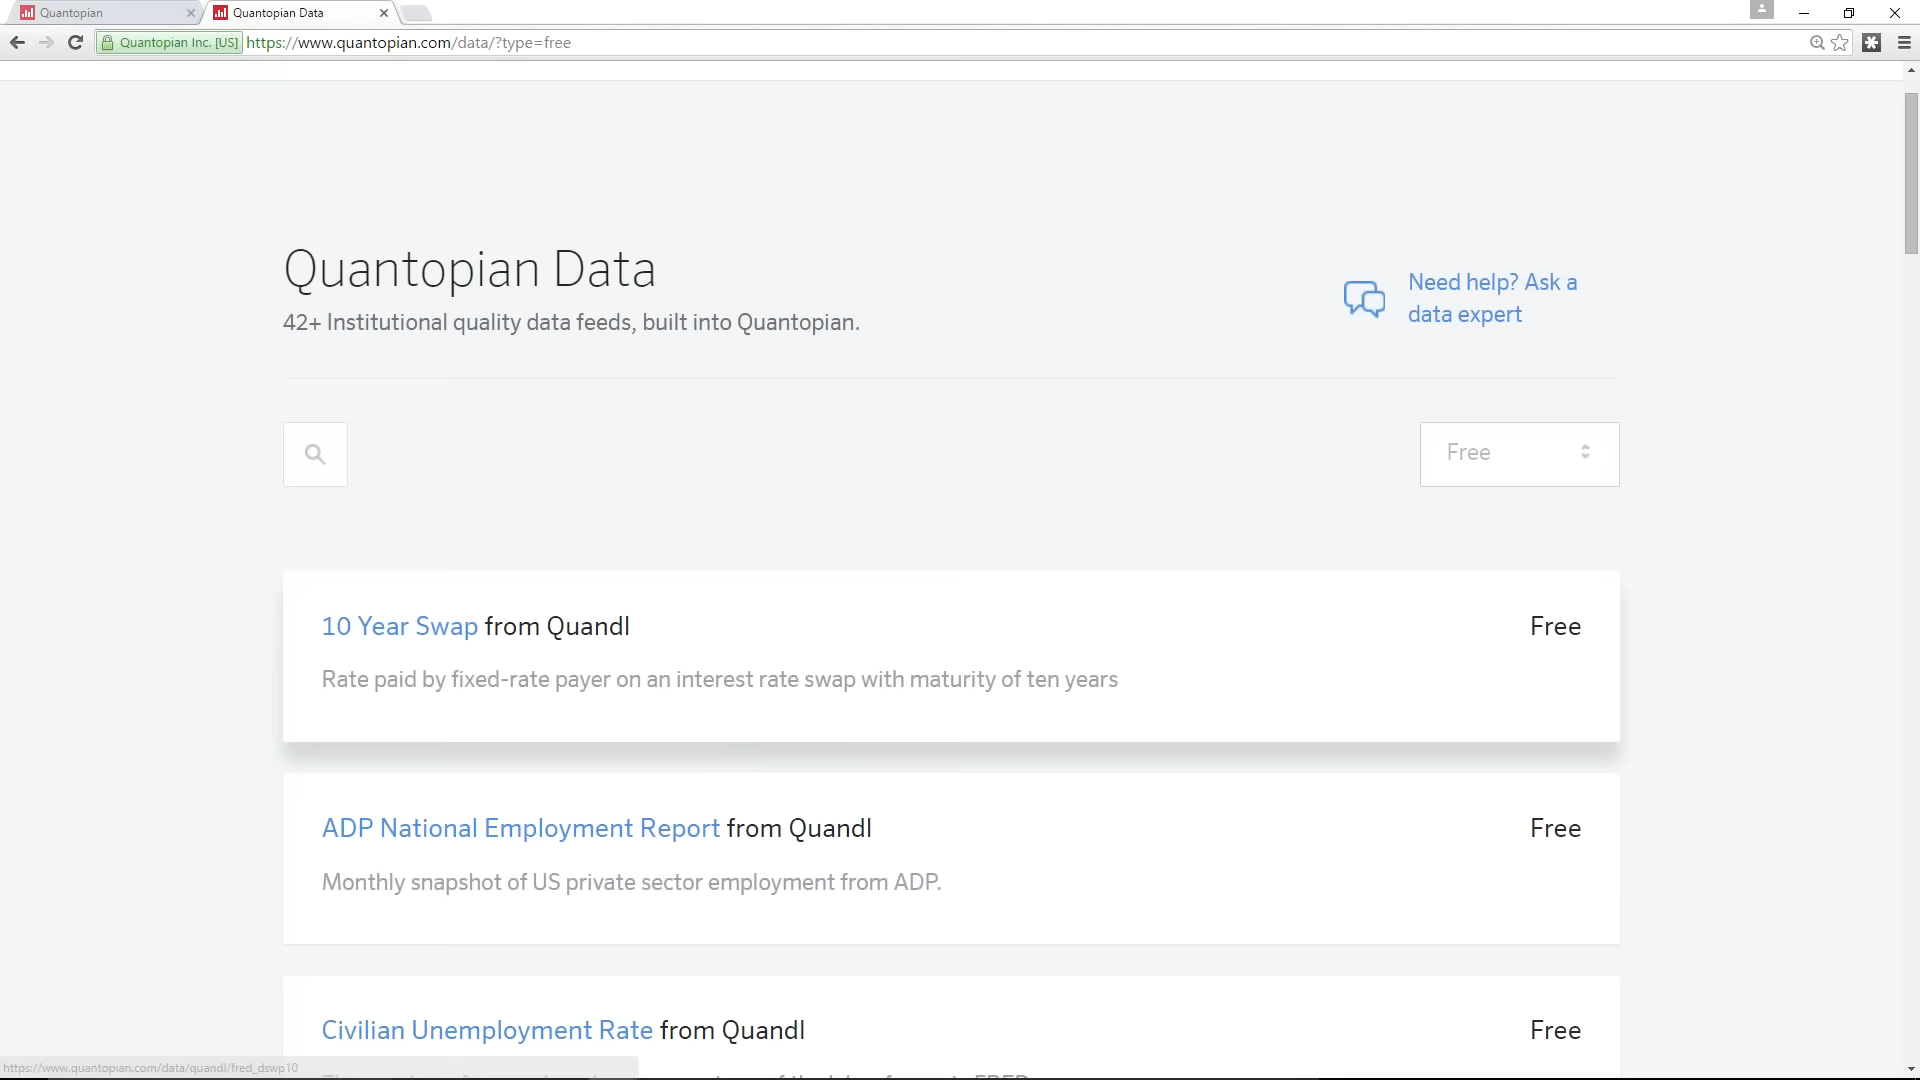 Quantopian
Quantopian Data
Quantopian Inc. [US]
https://www.quantopian.com/data/?type=free
Quantopian Data
42+ Institutional quality data feeds, built into Quantopian.
Need help? Ask a
data expert
Free
10 Year Swap from Quandl
Free
Rate paid by fixed-rate payer on an interest rate swap with maturity of ten years
ADP National Employment Report from Quandl
Free
Monthly snapshot of US private sector employment from ADP.
Civilian Unemployment Rate from Quandl
Free
https://www.quantopian.com/data/quandl/fred_dswp10